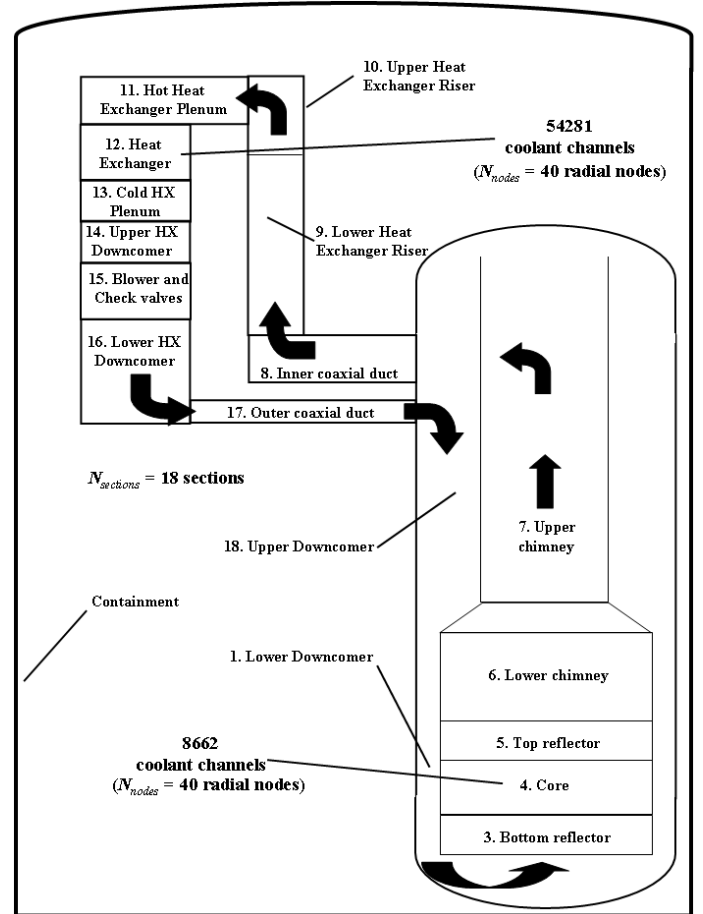 10. Upper Heat
Exchanger Riser
11. Hot Heat
Exchanger Plenum
54281
coolant channels
(N_nodes = 40 radial nodes)
12. Heat
Exchanger
13. Cold HX
Plenum
14. Upper HX
Downcomer
9. Lower Heat
Exchanger Riser
15. Blower and
Check valves
16. Lower HX
Downcomer
8. Inner coaxial duct
17. Outer coaxial duct
N_sections = 18 sections
7. Upper
chimney
18. Upper Downcomer
Containment
1. Lower Downcomer
6. Lower chimney
8662
coolant channels
(N_nodes = 40 radial nodes)
5. Top reflector
4. Core
3. Bottom reflector